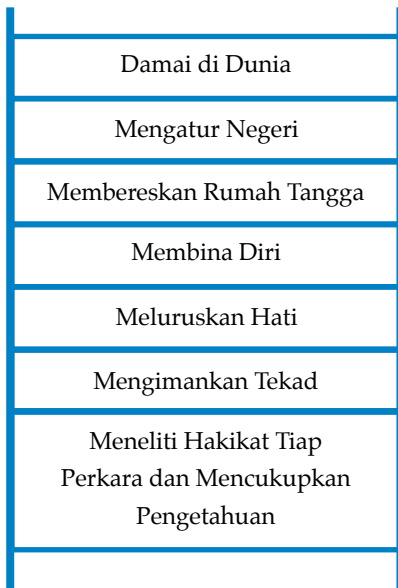 Damai di Dunia
Mengatur Negeri
Membereskan Rumah Tangga
Membina Diri
Meluruskan Hati
Mengimankan Tekad
Meneliti Hakikat Tiap
Perkara dan Mencukupkan
Pengetahuan